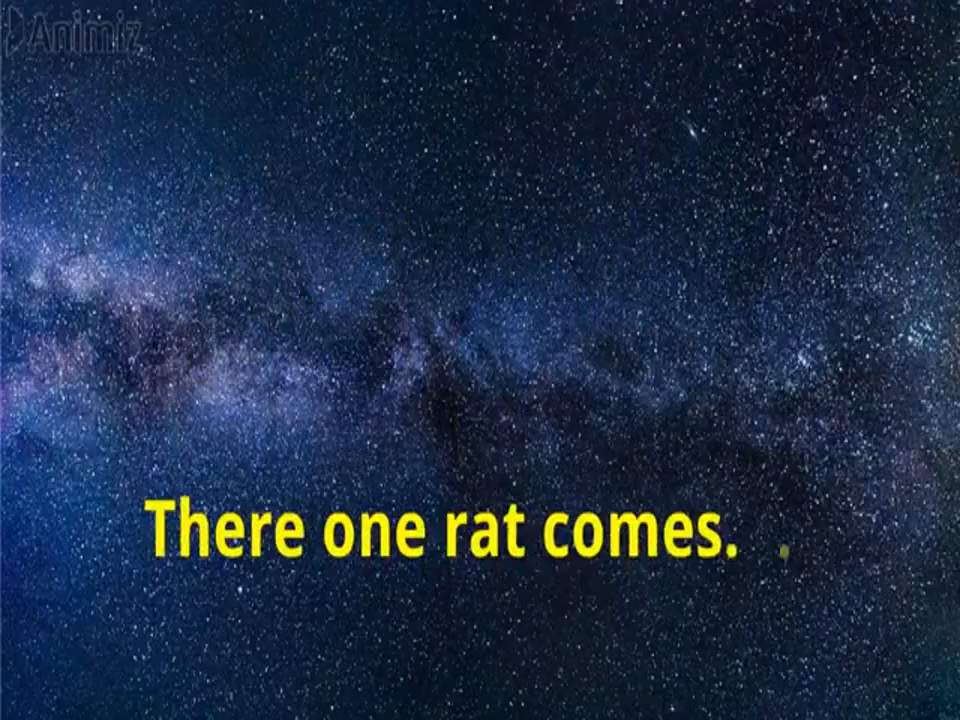 Animiz
There one rat comes. .